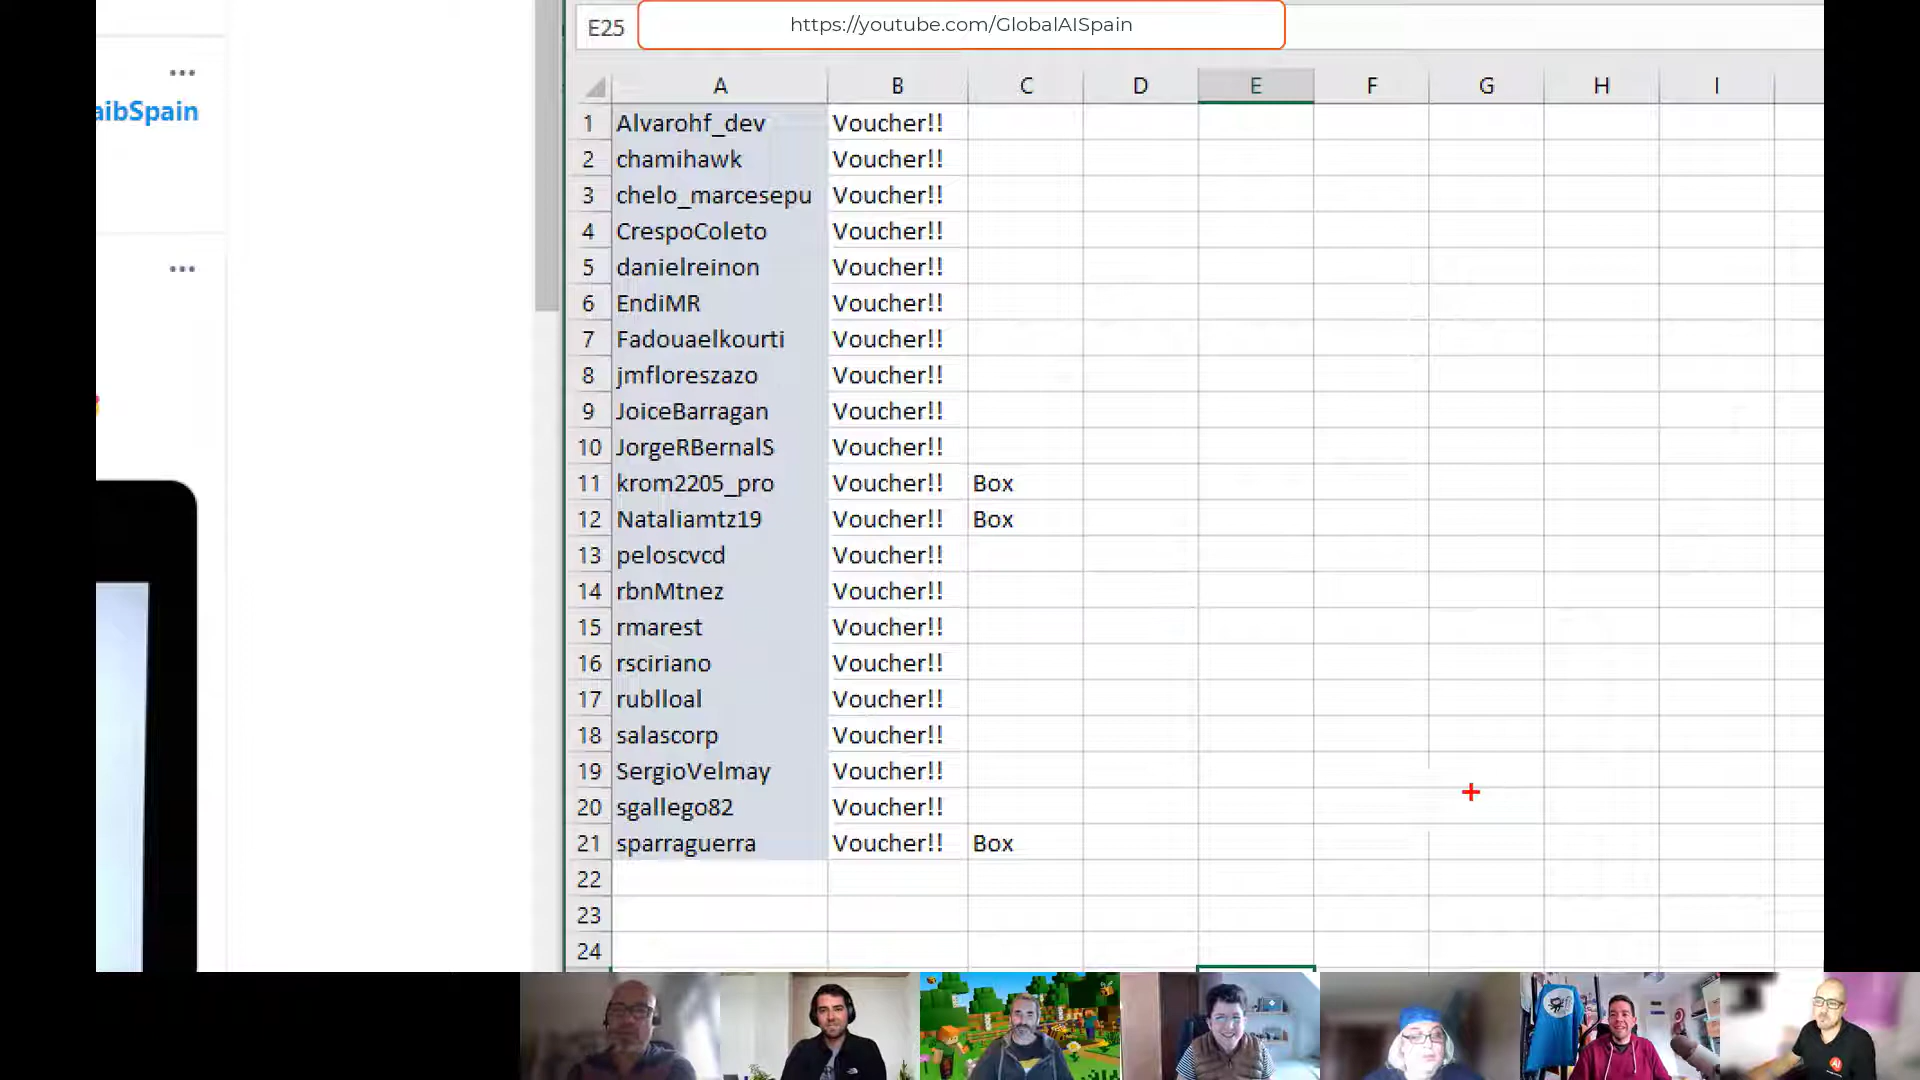 E25
https://youtube.com/GlobalAISpain
aibSpain
A B C D E F G H I
1 Alvarohf_dev Voucher!!
2 chamihawk Voucher!!
3 chelo_marcesepu Voucher!!
4 CrespoColeto Voucher!!
5 danielreinon Voucher!!
6 EndiMR Voucher!!
7 Fadouaelkourti Voucher!!
8 jmfloreszazo Voucher!!
9 JoiceBarragan Voucher!!
10 JorgeRBernalS Voucher!!
11 krom2205_pro Voucher!! Box
12 Nataliamtz19 Voucher!! Box
13 peloscvcd Voucher!!
14 rbnMtnez Voucher!!
15 rmarest Voucher!!
16 rsciriano Voucher!!
17 rublloal Voucher!!
18 salascorp Voucher!!
19 SergioVelmay Voucher!!
20 sgallego82 Voucher!!
21 sparraguerra Voucher!! Box
22
23
24